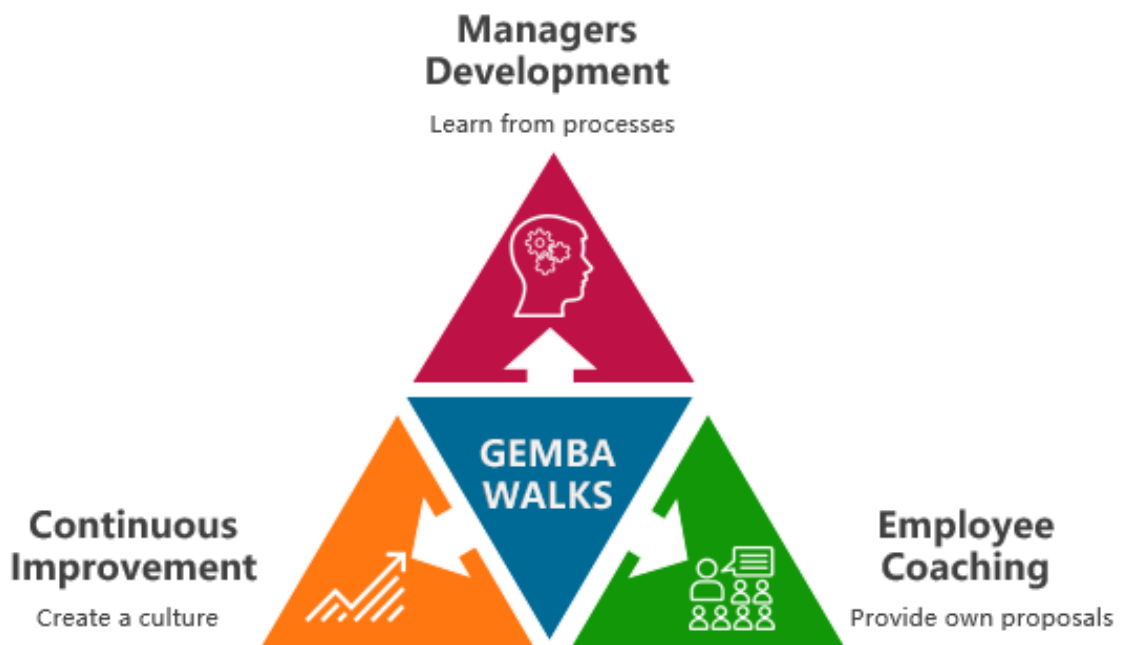 Managers
Development
Learn from processes
GEMBA
WALKS
Continuous
Improvement
Create a culture
Employee
Coaching
Provide own proposals